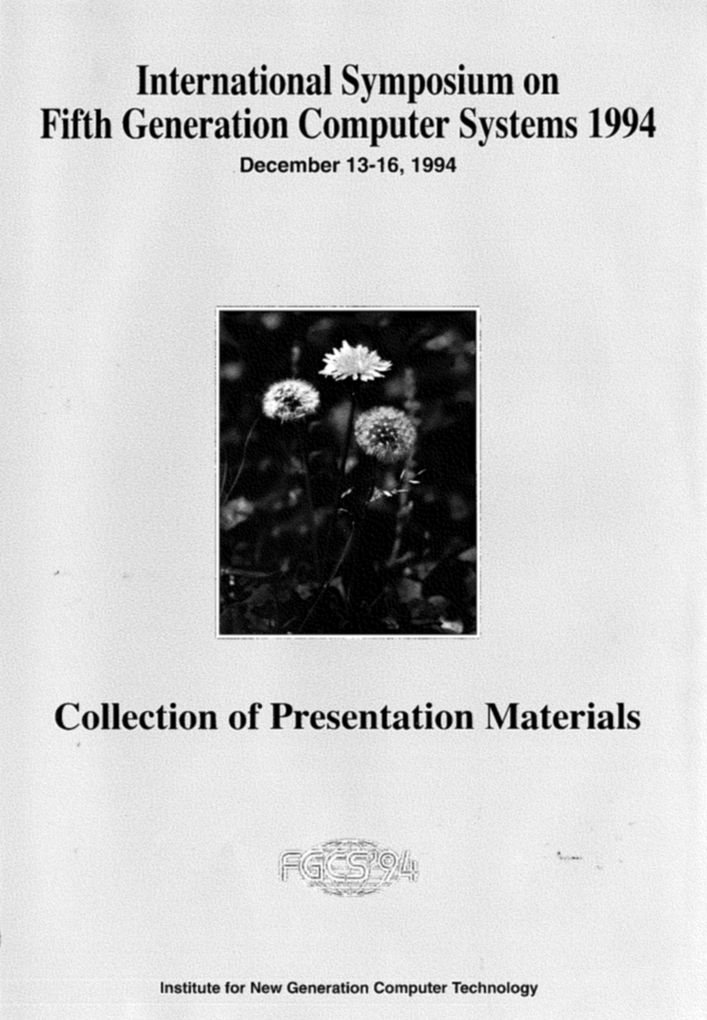 International Symposium on
Fifth Generation Computer Systems 1994
December 13-16, 1994
Collection of Presentation Materials
FGCS'94
Institute for New Generation Computer Technology